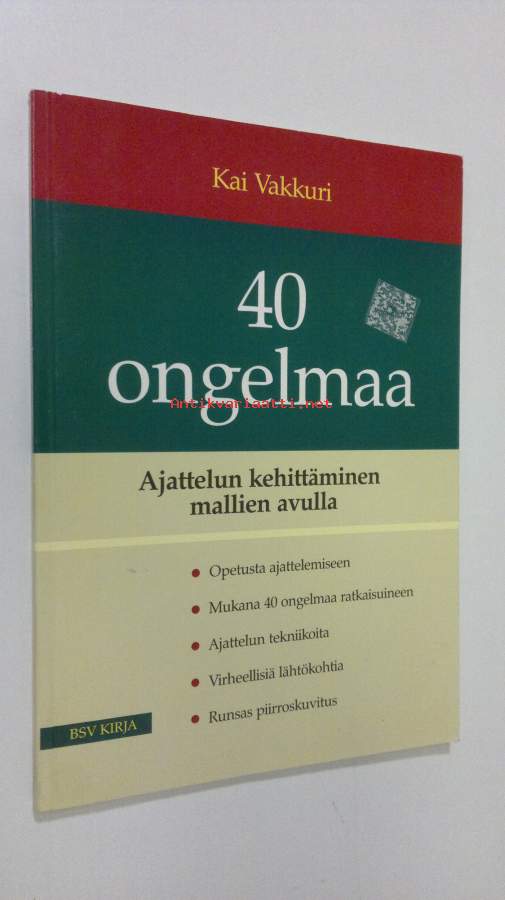 Kai Vakkuri
40
ongelmaa
Antikvariaatti.net
Ajattelun kehittäminen
mallien avulla
• Opetusta ajattelemiseen
• Mukana 40 ongelmaa ratkaisuineen
• Ajattelun tekniikoita
• Virheellisiä lähtökohtia
• Runsas piirroskuvitus
BSV KIRJA